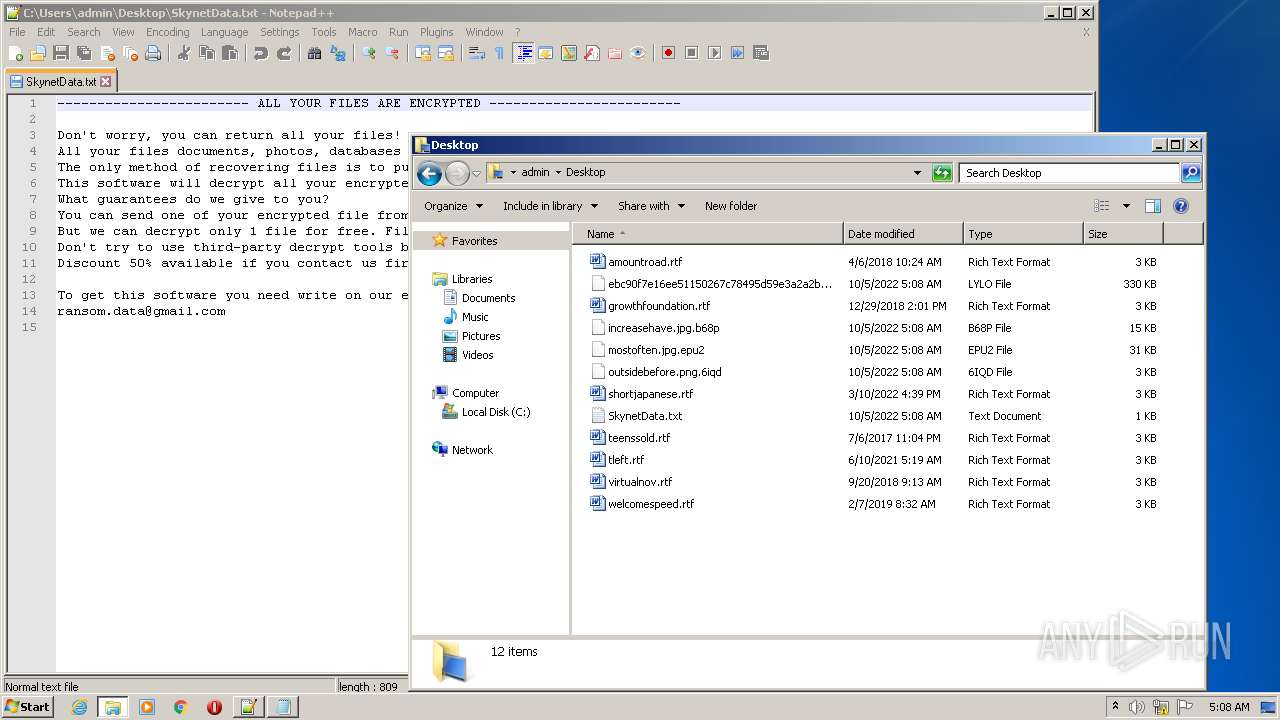 C:\Users\admin\Desktop\SkynetData.txt - Notepad++
File Edit Search View Encoding Language Settings Tools Macro Run Plugins Window ? X
SkynetData.txt
1 ------------------------ ALL YOUR FILES ARE ENCRYPTED ------------------------
2
3 Don't worry, you can return all your files!
4 All your files documents, photos, databases
5 The only method of recovering files is to pu
6 This software will decrypt all your encrypte
7 What guarantees do we give to you?
8 You can send one of your encrypted file from
9 But we can decrypt only 1 file for free. Fil
10 Don't try to use third-party decrypt tools b
11 Discount 50% available if you contact us fir
12
13 To get this software you need write on our e
14 ransom.data@gmail.com
15
Normal text file length : 809
Desktop
admin Desktop Search Desktop
Organize Include in library Share with New folder
Favorites
Libraries
Documents
Music
Pictures
Videos
Computer
Local Disk (C:)
Network
Name Date modified Type Size
amountroad.rtf 4/6/2018 10:24 AM Rich Text Format 3 KB
ebc90f7e16ee51150267c78495d59e3a2a2b... 10/5/2022 5:08 AM LYLO File 330 KB
growthfoundation.rtf 12/29/2018 2:01 PM Rich Text Format 3 KB
increasehave.jpg.b68p 10/5/2022 5:08 AM B68P File 15 KB
mostoften.jpg.epu2 10/5/2022 5:08 AM EPU2 File 31 KB
outsidebefore.png.6iqd 10/5/2022 5:08 AM 6IQD File 3 KB
shortjapanese.rtf 3/10/2022 4:39 PM Rich Text Format KB
SkynetData.txt 10/5/2022 5:08 AM Text Document 1 KB
teenssold.rtf 7/6/2017 11:04 PM Rich Text Format KB
tleft.rtf 6/10/2021 5:19 AM Rich Text Format 3 KB
virtualnov.rtf 9/20/2018 9:13 AM Rich Text Format 3 KB
welcomespeed.rtf 2/7/2019 8:32 AM Rich Text Format 3 KB
12 items
ANY RUN
Start 5:08 AM